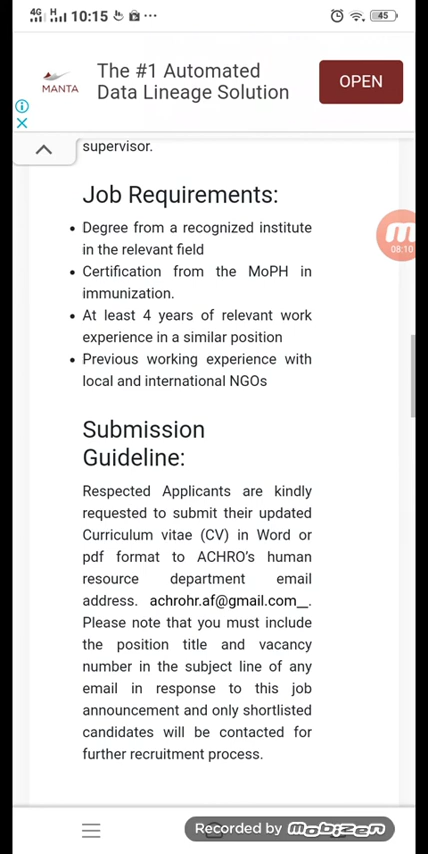 4G H 10:15 ... 45
The #1 Automated
Data Lineage Solution
MANTA
OPEN
supervisor.
Job Requirements:
• Degree from a recognized institute
in the relevant field
• Certification from the MoPH in
immunization.
• At least 4 years of relevant work
experience in a similar position
• Previous working experience with
local and international NGOs
08:10
Submission
Guideline:
Respected Applicants are kindly
requested to submit their updated
Curriculum vitae (CV) in Word or
pdf format to ACHRO's human
resource department email
address. achrohr.af@gmail.com__.
Please note that you must include
the position title and vacancy
number in the subject line of any
email in response to this job
announcement and only shortlisted
candidates will be contacted for
further recruitment process.
Recorded by mobizen